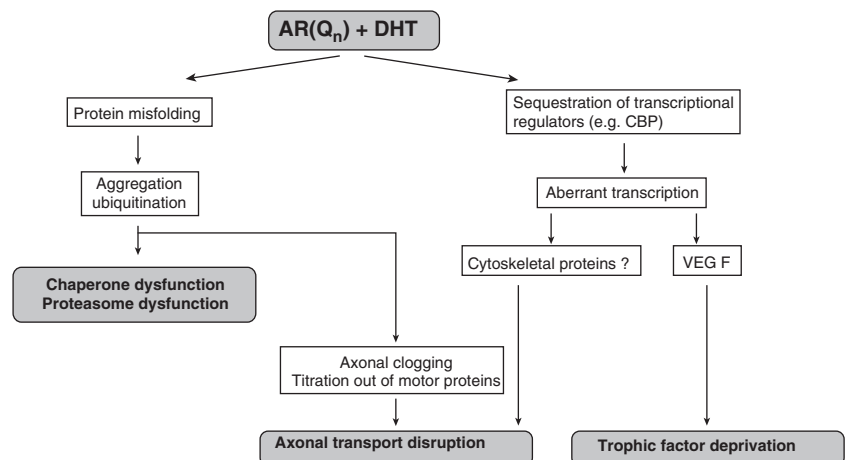 AR(Qn) + DHT
Protein misfolding
Sequestration of transcriptional
regulators (e.g. CBP)
Aggregation
ubiquitination
Aberrant transcription
Cytoskeletal proteins ?
VEG F
Chaperone dysfunction
Proteasome dysfunction
Axonal clogging
Titration out of motor proteins
Axonal transport disruption
Trophic factor deprivation